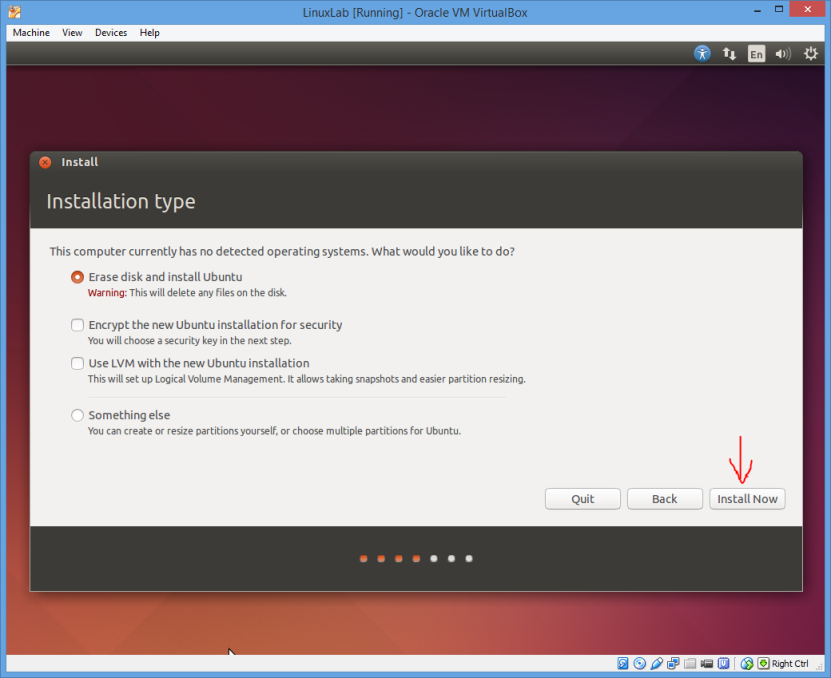 LinuxLab [Running] - Oracle VM VirtualBox
Machine View Devices Help
En
Install
Installation type
This computer currently has no detected operating systems. What would you like to do?
Erase disk and install Ubuntu
Warning: This will delete any files on the disk.
Encrypt the new Ubuntu installation for security
You will choose a security key in the next step.
Use LVM with the new Ubuntu installation
This will set up Logical Volume Management. It allows taking snapshots and easier partition resizing.
Something else
You can create or resize partitions yourself, or choose multiple partitions for Ubuntu.
Quit Back Install Now
Right Ctrl